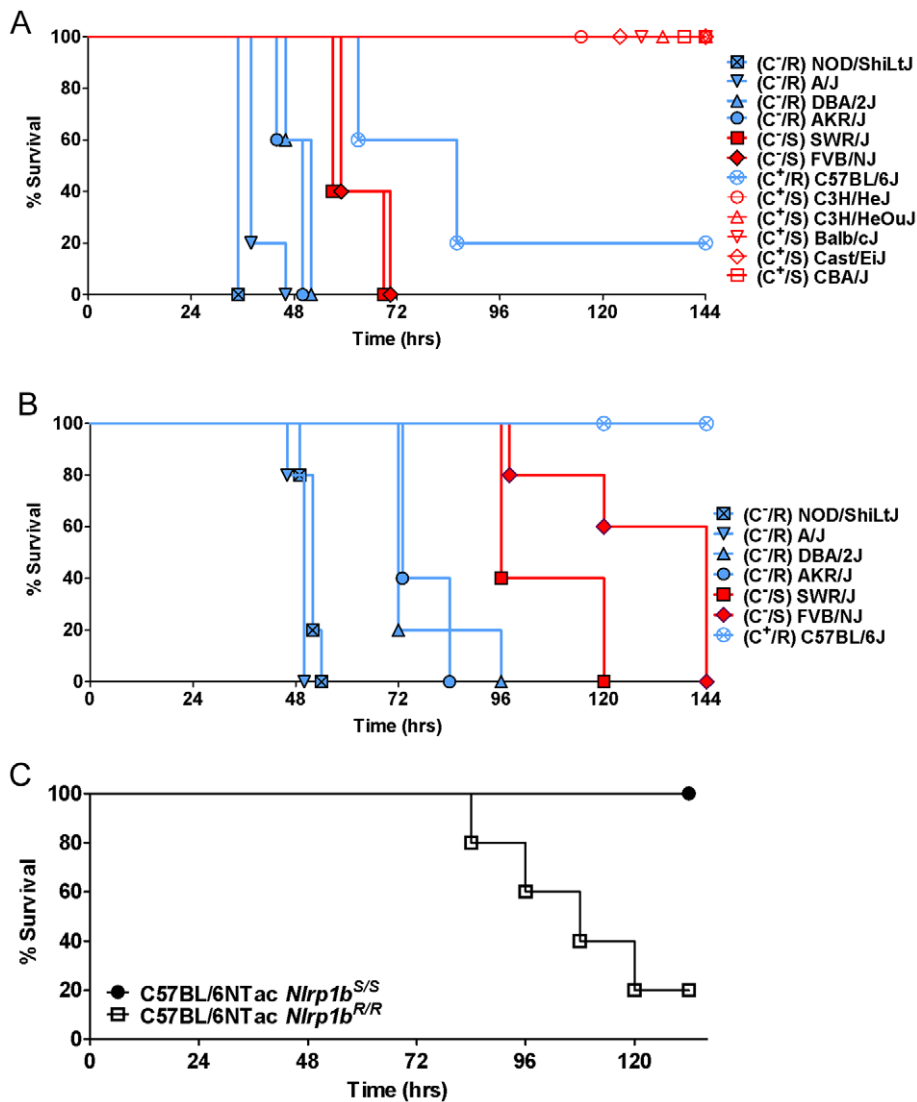 A
100
80
60
40
20
0
% Survival
0 24 48 72 96 120 144
Time (hrs)
(C⁻/R) NOD/ShiLtJ
(C⁻/R) A/J
(C⁻/R) DBA/2J
(C⁻/R) AKR/J
(C⁻/S) SWR/J
(C⁻/S) FVB/NJ
(C⁺/R) C57BL/6J
(C⁺/S) C3H/HeJ
(C⁺/S) C3H/HeOuJ
(C⁺/S) Balb/cJ
(C⁺/S) Cast/EiJ
(C⁺/S) CBA/J
B
100
80
60
40
20
0
% Survival
0 24 48 72 96 120 144
Time (hrs)
(C⁻/R) NOD/ShiLtJ
(C⁻/R) A/J
(C⁻/R) DBA/2J
(C⁻/R) AKR/J
(C⁻/S) SWR/J
(C⁻/S) FVB/NJ
(C⁺/R) C57BL/6J
C
100
80
60
40
20
0
% Survival
C57BL/6NTac Nlrp1b^S/S
C57BL/6NTac Nlrp1b^R/R
0 24 48 72 96 120
Time (hrs)